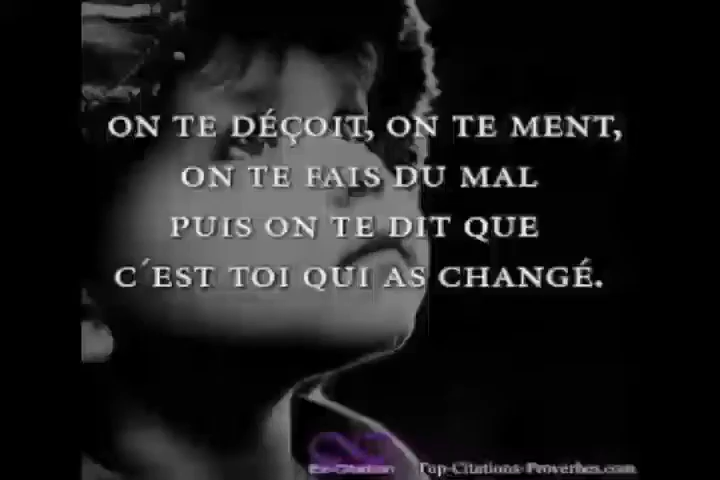 ON TE DÉÇOIT, ON TE MENT,
ON TE FAIS DU MAL
PUIS ON TE DIT QUE
C´EST TOI QUI AS CHANGÉ.
Top-Citations-Proverbes.com